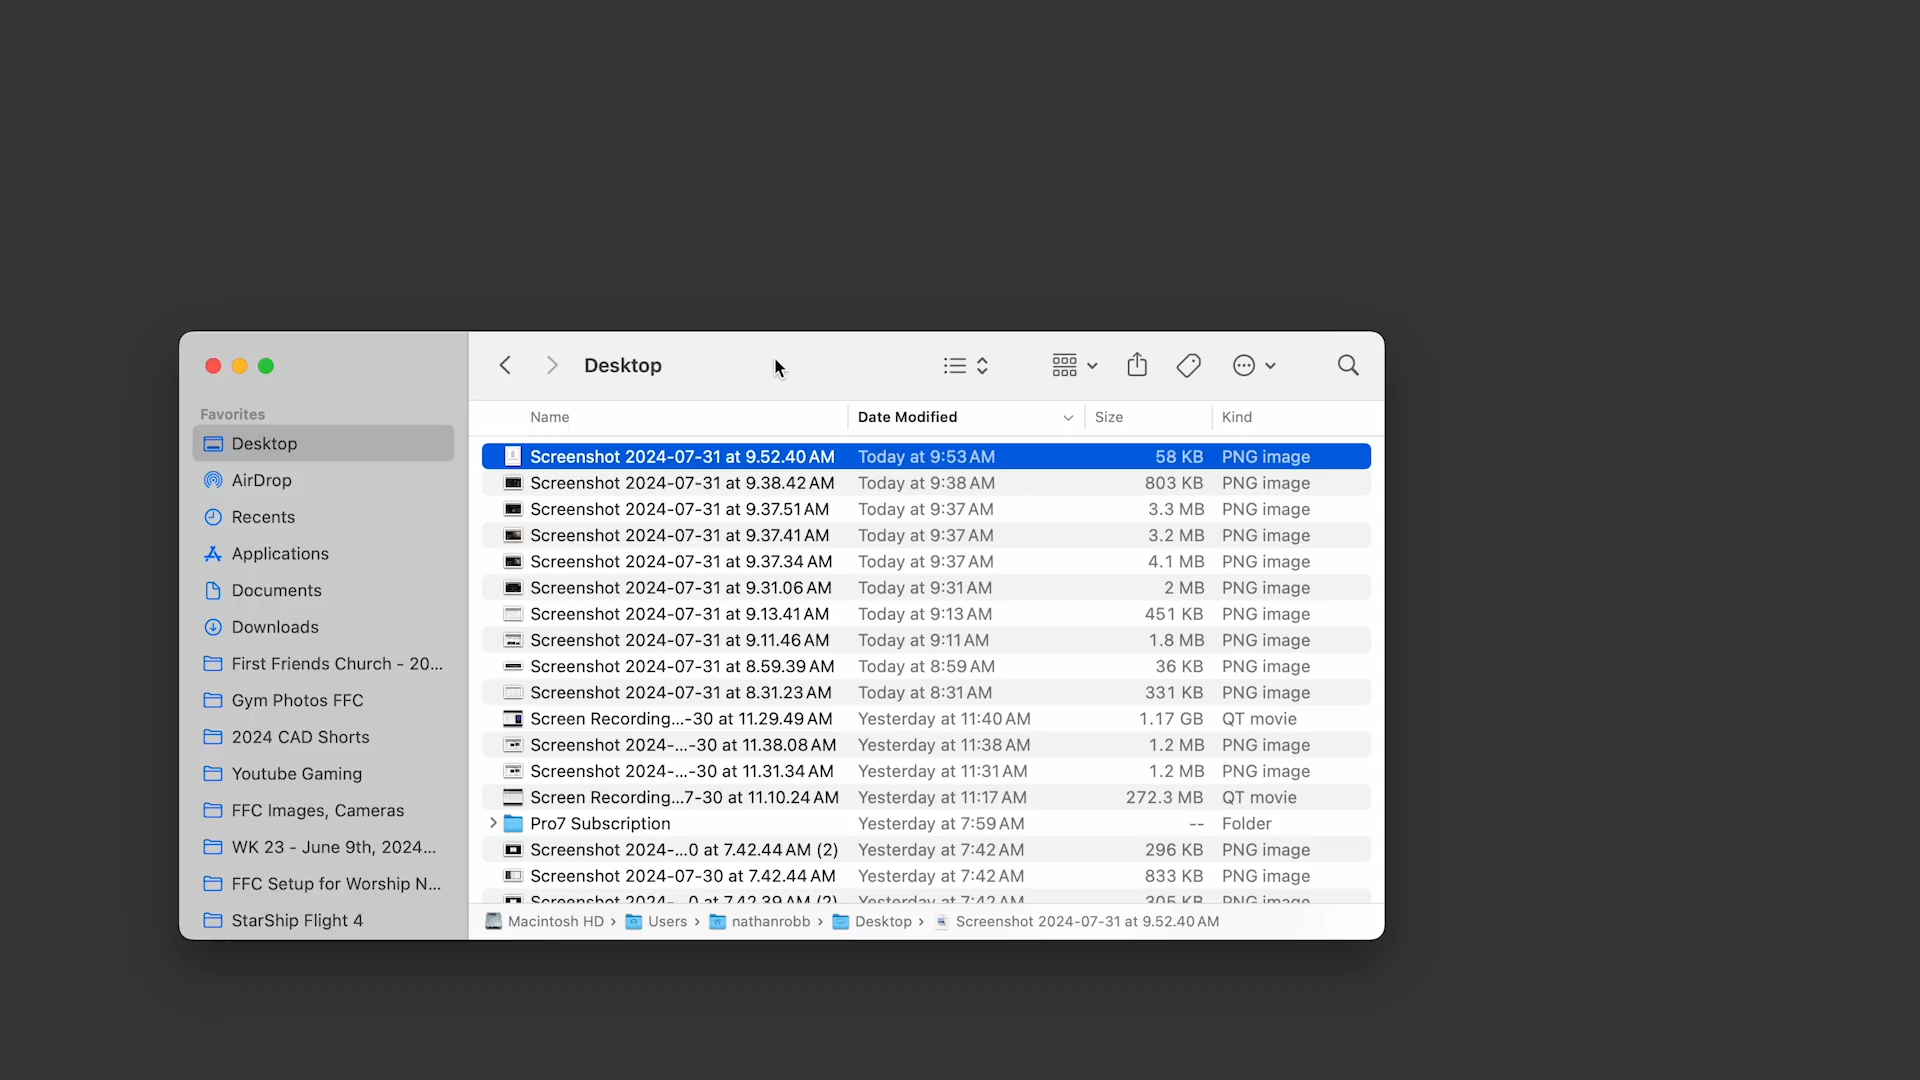 Desktop
Favorites
Desktop
AirDrop
Recents
Applications
Documents
Downloads
First Friends Church - 20...
Gym Photos FFC
2024 CAD Shorts
Youtube Gaming
FFC Images, Cameras
WK 23 - June 9th, 2024...
FFC Setup for Worship N...
StarShip Flight 4
Name Date Modified Size Kind
Screenshot 2024-07-31 at 9.52.40 AM Today at 9:53 AM 58 KB PNG image
Screenshot 2024-07-31 at 9.38.42 AM Today at 9:38 AM 803 KB PNG image
Screenshot 2024-07-31 at 9.37.51 AM Today at 9:37 AM 3.3 MB PNG image
Screenshot 2024-07-31 at 9.37.41 AM Today at 9:37 AM 3.2 MB PNG image
Screenshot 2024-07-31 at 9.37.34 AM Today at 9:37 AM 4.1 MB PNG image
Screenshot 2024-07-31 at 9.31.06 AM Today at 9:31 AM 2 MB PNG image
Screenshot 2024-07-31 at 9.13.41 AM Today at 9:13 AM 451 KB PNG image
Screenshot 2024-07-31 at 9.11.46 AM Today at 9:11 AM 1.8 MB PNG image
Screenshot 2024-07-31 at 8.59.39 AM Today at 8:59 AM 36 KB PNG image
Screenshot 2024-07-31 at 8.31.23 AM Today at 8:31 AM 331 KB PNG image
Screen Recording...-30 at 11.29.49 AM Yesterday at 11:40 AM 1.17 GB QT movie
Screenshot 2024-...-30 at 11.38.08 AM Yesterday at 11:38 AM 1.2 MB PNG image
Screenshot 2024-...-30 at 11.31.34 AM Yesterday at 11:31 AM 1.2 MB PNG image
Screen Recording...7-30 at 11.10.24 AM Yesterday at 11:17 AM 272.3 MB QT movie
Pro7 Subscription Yesterday at 7:59 AM -- Folder
Screenshot 2024-...0 at 7.42.44 AM (2) Yesterday at 7:42 AM 296 KB PNG image
Screenshot 2024-07-30 at 7.42.44 AM Yesterday at 7:42 AM 833 KB PNG image
Screenshot 2024-...0 at 7.42.39 AM (2) Yesterday at 7:42 AM 305 KB PNG image
Macintosh HD › Users › nathanrobb › Desktop › Screenshot 2024-07-31 at 9.52.40 AM